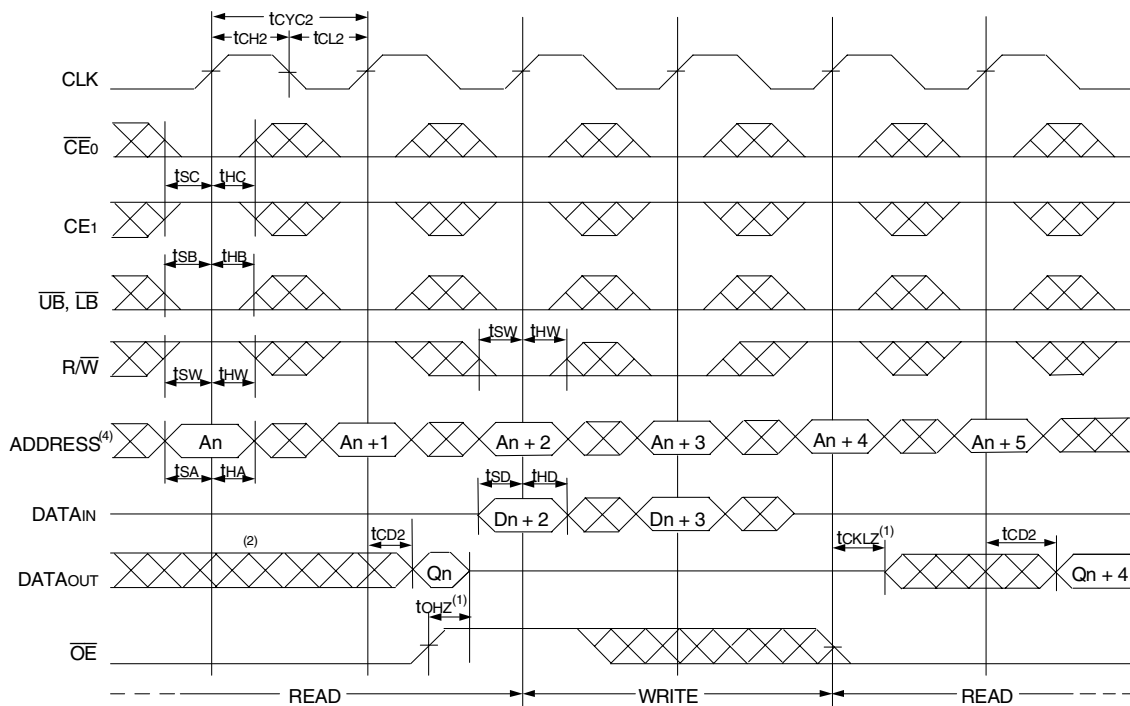 tCYC2
tCH2 tCL2
CLK
CE0
tSC tHC
CE1
tSB tHB
UB, LB
tSW tHW
R/W
tSW tHW
ADDRESS(4) An An + 1 An + 2 An + 3 An + 4 An + 5
tSA tHA tSD tHD
DATAIN Dn + 2 Dn + 3
(2) tCD2 tCKLZ(1) tCD2
DATAOUT Qn Qn + 4
tOHZ(1)
OE
READ WRITE READ